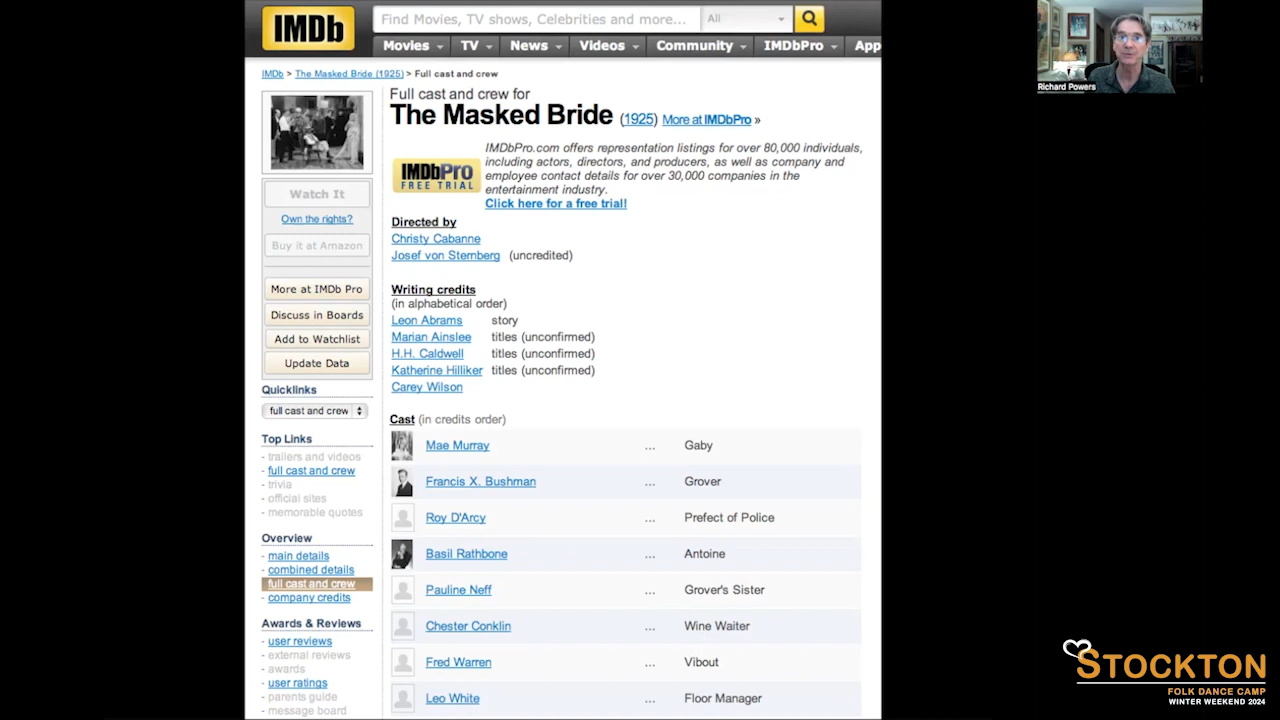 IMDb
Find Movies, TV shows, Celebrities and more...
All
Movies
TV
News
Videos
Community
IMDbPro
App
IMDb > The Masked Bride (1925) > Full cast and crew
Full cast and crew for
The Masked Bride (1925) More at IMDbPro »
IMDbPro
FREE TRIAL
IMDbPro.com offers representation listings for over 80,000 individuals,
including actors, directors, and producers, as well as company and
employee contact details for over 30,000 companies in the
entertainment industry.
Click here for a free trial!
Watch It
Own the rights?
Buy it at Amazon
More at IMDb Pro
Discuss in Boards
Add to Watchlist
Update Data
Quicklinks
full cast and crew
Top Links
- trailers and videos
- full cast and crew
- trivia
- official sites
- memorable quotes
Overview
- main details
- combined details
- full cast and crew
- company credits
Awards & Reviews
- user reviews
- external reviews
- awards
- user ratings
- parents guide
- message board
Directed by
Christy Cabanne
Josef von Sternberg (uncredited)
Writing credits
(in alphabetical order)
Leon Abrams story
Marian Ainslee titles (unconfirmed)
H.H. Caldwell titles (unconfirmed)
Katherine Hilliker titles (unconfirmed)
Carey Wilson
Cast (in credits order)
Mae Murray ... Gaby
Francis X. Bushman ... Grover
Roy D'Arcy ... Prefect of Police
Basil Rathbone ... Antoine
Pauline Neff ... Grover's Sister
Chester Conklin ... Wine Waiter
Fred Warren ... Vibout
Leo White ... Floor Manager
Richard Powers
STOCKTON
FOLK DANCE CAMP
WINTER WEEKEND 2024